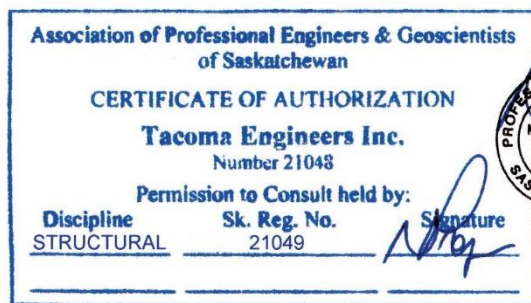 Association of Professional Engineers & Geoscientists
of Saskatchewan
CERTIFICATE OF AUTHORIZATION
Tacoma Engineers Inc.
Number 21048
Permission to Consult held by:
Discipline Sk. Reg. No. Signature
STRUCTURAL 21049